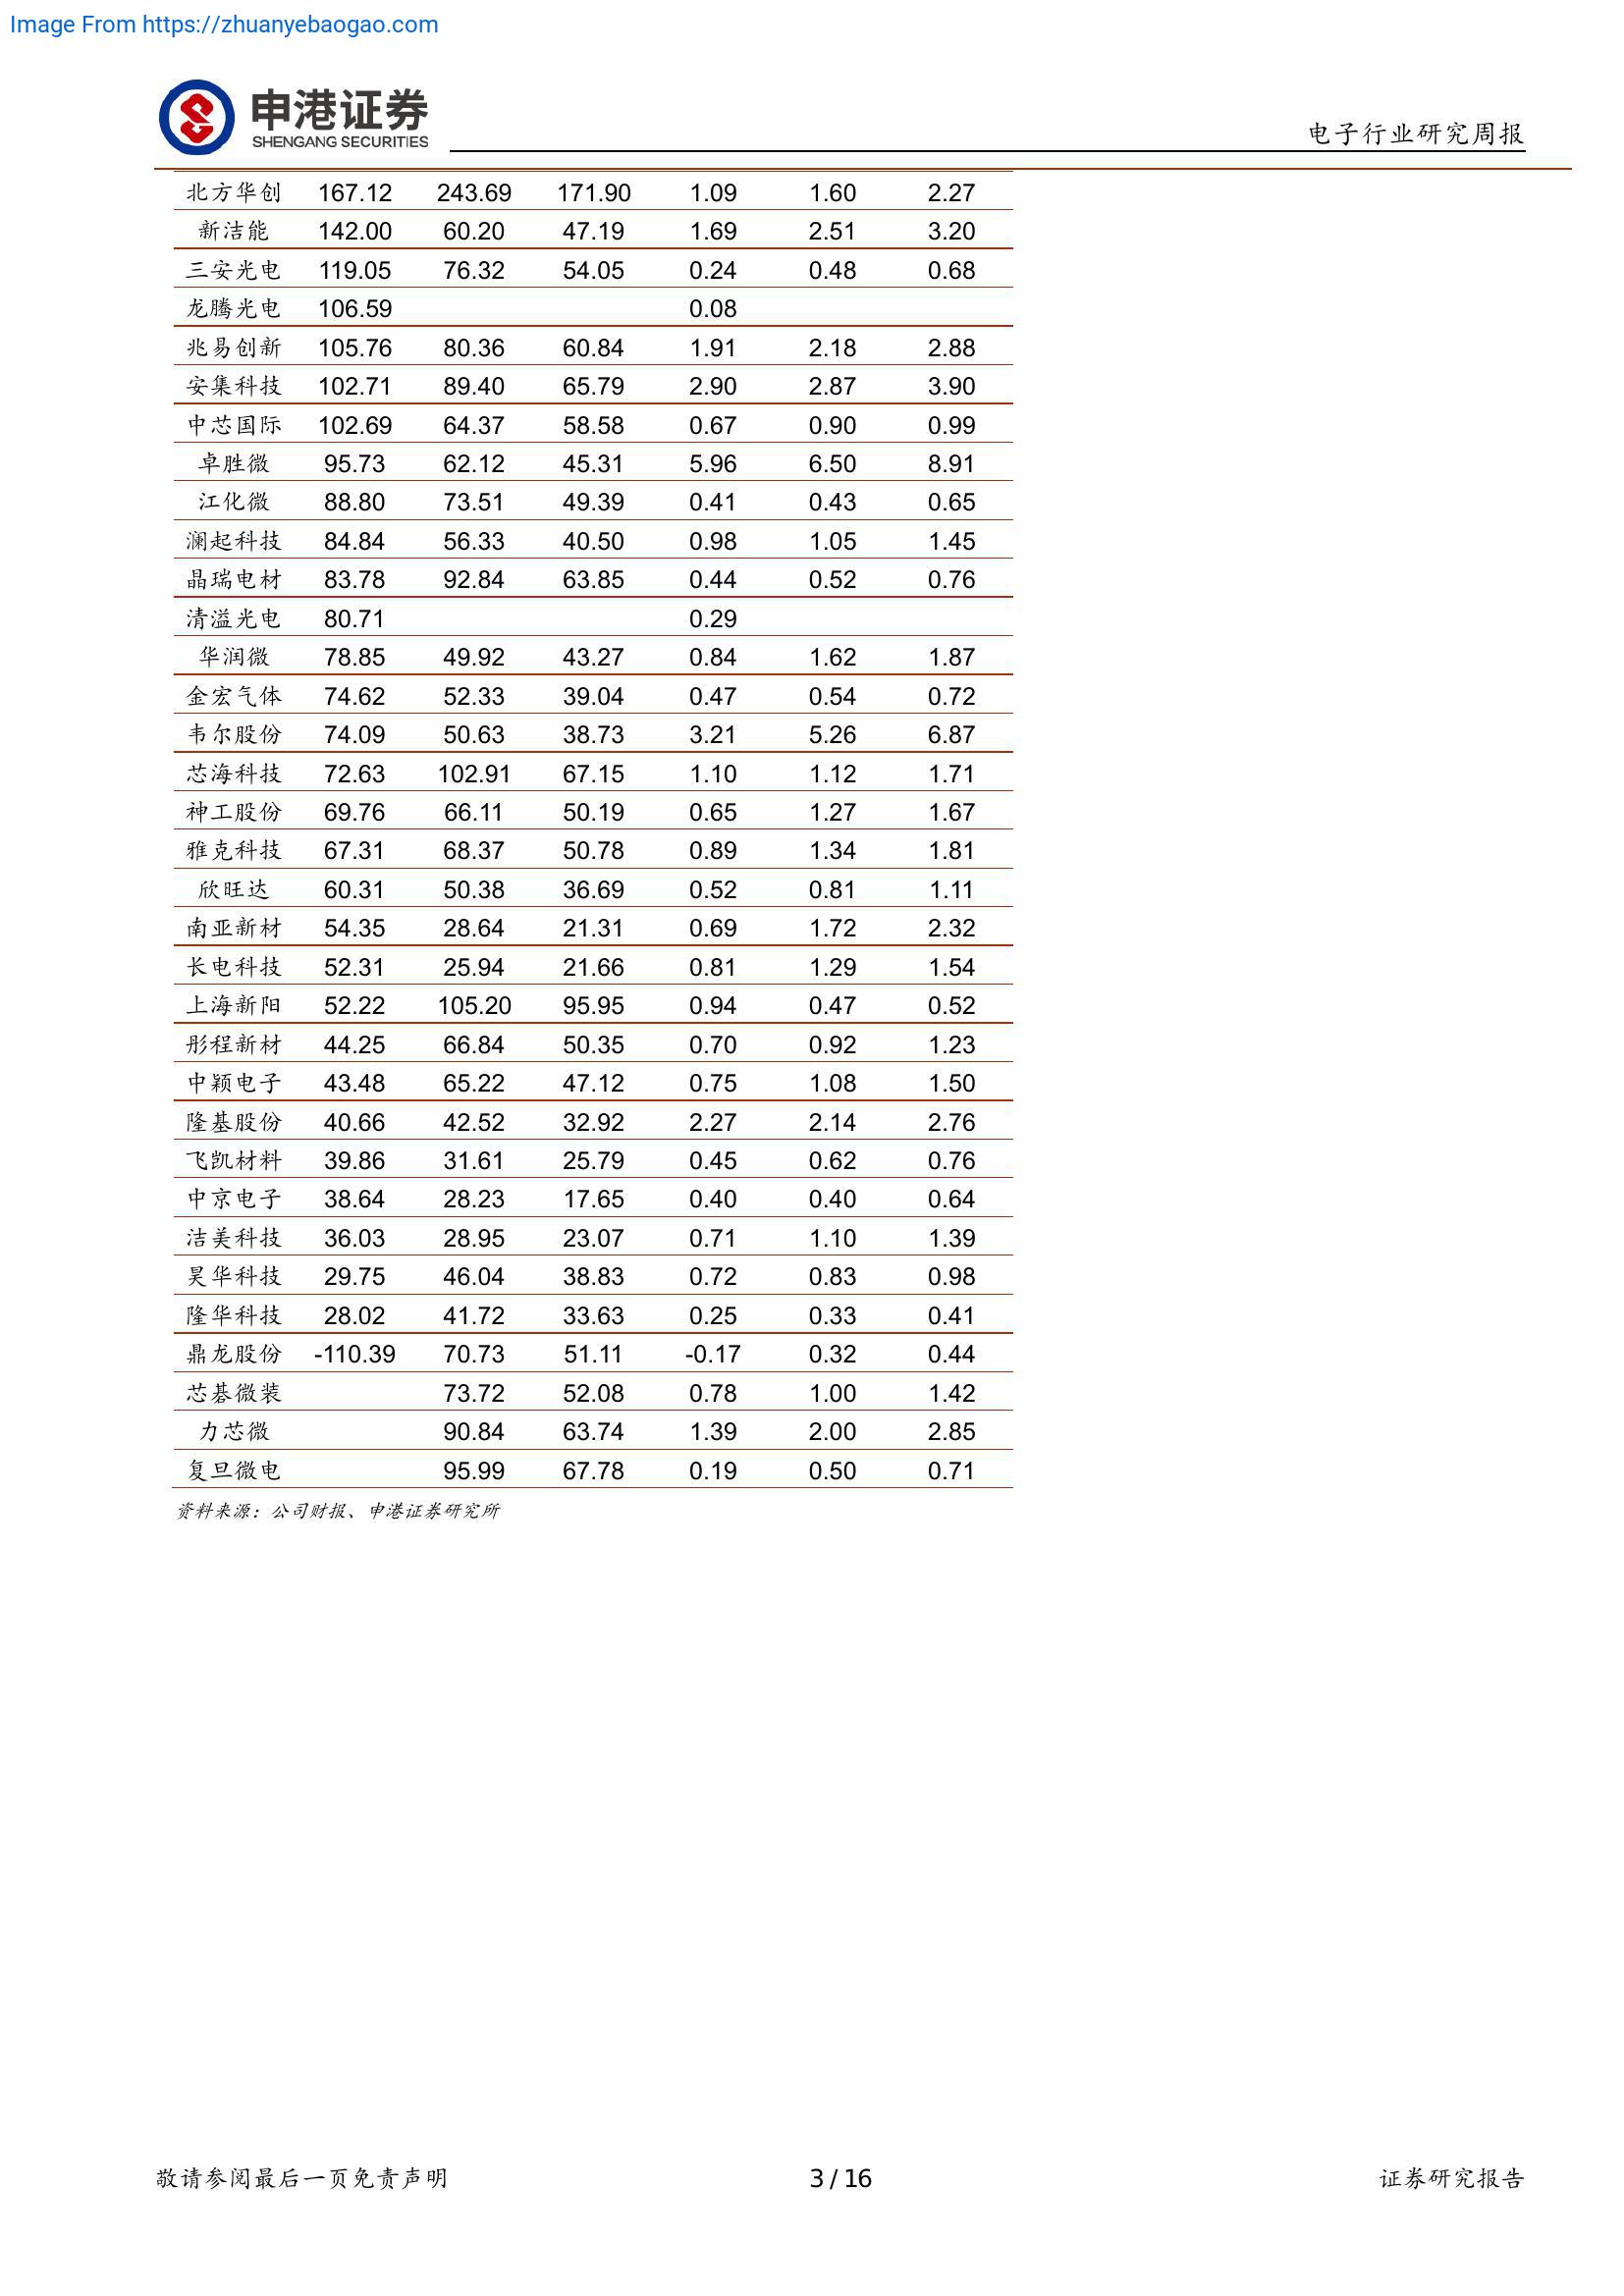 Image From https://zhuanyebaogao.com
申港证券
SHENGANG SECURITIES
电子行业研究周报
北方华创 167.12 243.69 171.90 1.09 1.60 2.27
新洁能 142.00 60.20 47.19 1.69 2.51 3.20
三安光电 119.05 76.32 54.05 0.24 0.48 0.68
龙腾光电 106.59 0.08
兆易创新 105.76 80.36 60.84 1.91 2.18 2.88
安集科技 102.71 89.40 65.79 2.90 2.87 3.90
中芯国际 102.69 64.37 58.58 0.67 0.90 0.99
卓胜微 95.73 62.12 45.31 5.96 6.50 8.91
江化微 88.80 73.51 49.39 0.41 0.43 0.65
澜起科技 84.84 56.33 40.50 0.98 1.05 1.45
晶瑞电材 83.78 92.84 63.85 0.44 0.52 0.76
清溢光电 80.71 0.29
华润微 78.85 49.92 43.27 0.84 1.62 1.87
金宏气体 74.62 52.33 39.04 0.47 0.54 0.72
韦尔股份 74.09 50.63 38.73 3.21 5.26 6.87
芯海科技 72.63 102.91 67.15 1.10 1.12 1.71
神工股份 69.76 66.11 50.19 0.65 1.27 1.67
雅克科技 67.31 68.37 50.78 0.89 1.34 1.81
欣旺达 60.31 50.38 36.69 0.52 0.81 1.11
南亚新材 54.35 28.64 21.31 0.69 1.72 2.32
长电科技 52.31 25.94 21.66 0.81 1.29 1.54
上海新阳 52.22 105.20 95.95 0.94 0.47 0.52
彤程新材 44.25 66.84 50.35 0.70 0.92 1.23
中颖电子 43.48 65.22 47.12 0.75 1.08 1.50
隆基股份 40.66 42.52 32.92 2.27 2.14 2.76
飞凯材料 39.86 31.61 25.79 0.45 0.62 0.76
中京电子 38.64 28.23 17.65 0.40 0.40 0.64
洁美科技 36.03 28.95 23.07 0.71 1.10 1.39
昊华科技 29.75 46.04 38.83 0.72 0.83 0.98
隆华科技 28.02 41.72 33.63 0.25 0.33 0.41
鼎龙股份 -110.39 70.73 51.11 -0.17 0.32 0.44
芯碁微装 73.72 52.08 0.78 1.00 1.42
力芯微 90.84 63.74 1.39 2.00 2.85
复旦微电 95.99 67.78 0.19 0.50 0.71
资料来源：公司财报、申港证券研究所
敬请参阅最后一页免责声明 3 / 16 证券研究报告